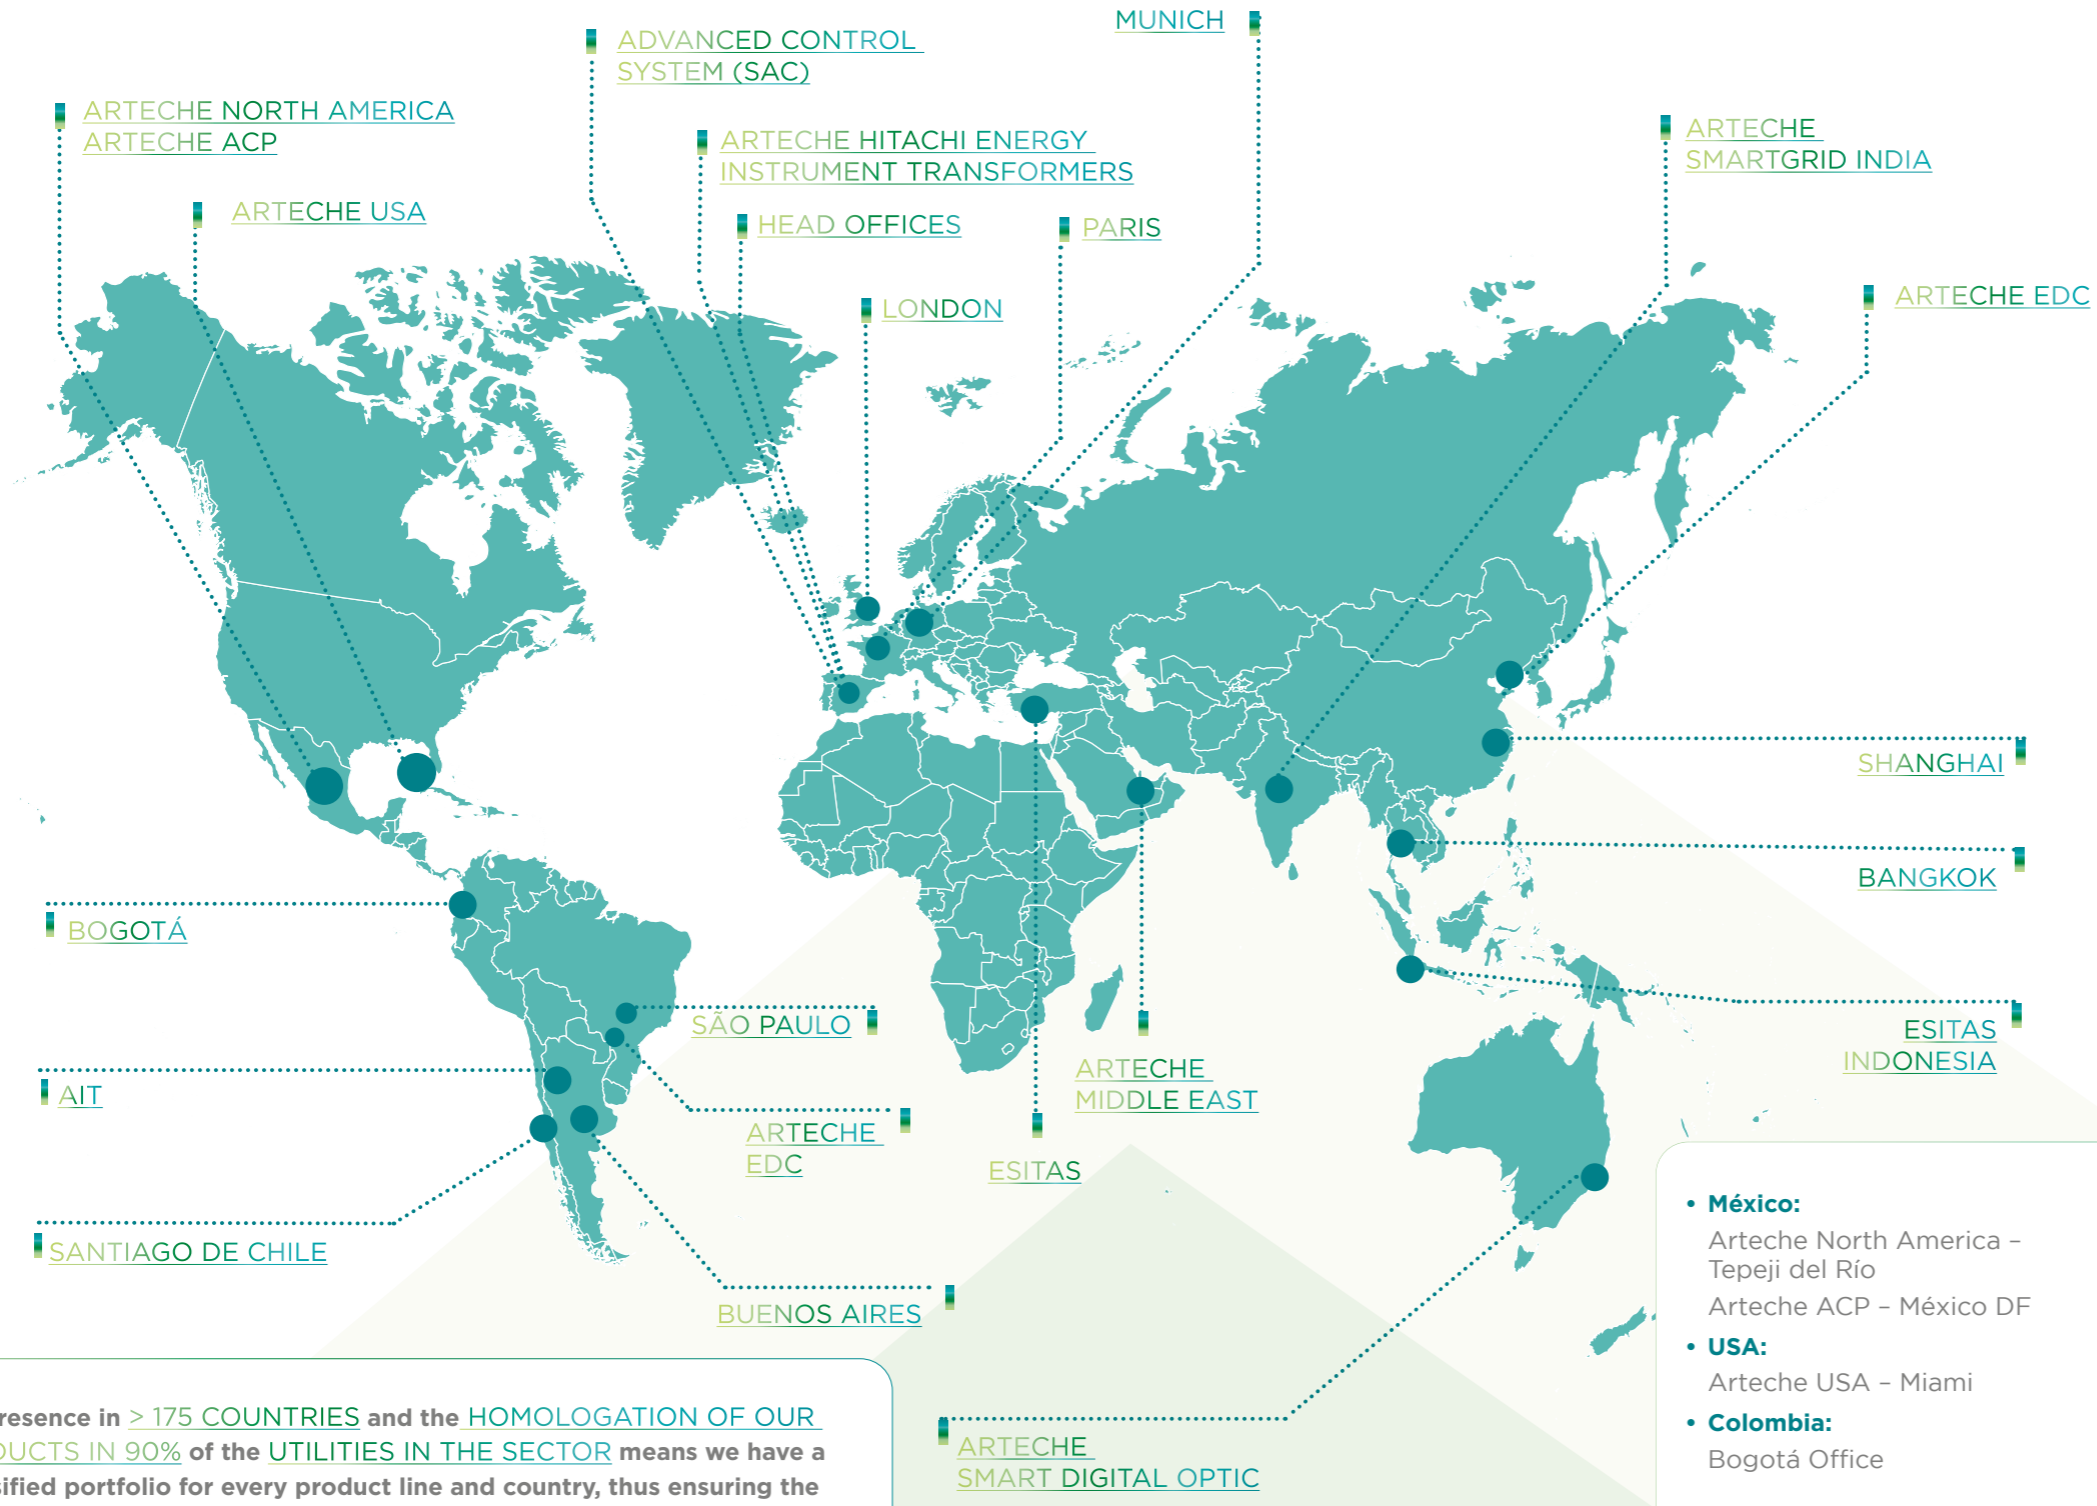 MUNICH
ADVANCED CONTROL
SYSTEM (SAC)
ARTECHE NORTH AMERICA
ARTECHE ACP
ARTECHE HITACHI ENERGY
INSTRUMENT TRANSFORMERS
ARTECHE
SMARTGRID INDIA
ARTECHE USA
HEAD OFFICES
PARIS
LONDON
ARTECHE EDC
SHANGHAI
BANGKOK
BOGOTÁ
SÃO PAULO
ESITAS
INDONESIA
AIT
ARTECHE
MIDDLE EAST
ARTECHE
EDC
ESITAS
SANTIAGO DE CHILE
BUENOS AIRES
ARTECHE
SMART DIGITAL OPTIC
• México:
Arteche North America –
Tepeji del Río
Arteche ACP – México DF
• USA:
Arteche USA – Miami
• Colombia:
Bogotá Office
resence in > 175 COUNTRIES and the HOMOLOGATION OF OUR
DUCTS IN 90% of the UTILITIES IN THE SECTOR means we have a
sified portfolio for every product line and country, thus ensuring the